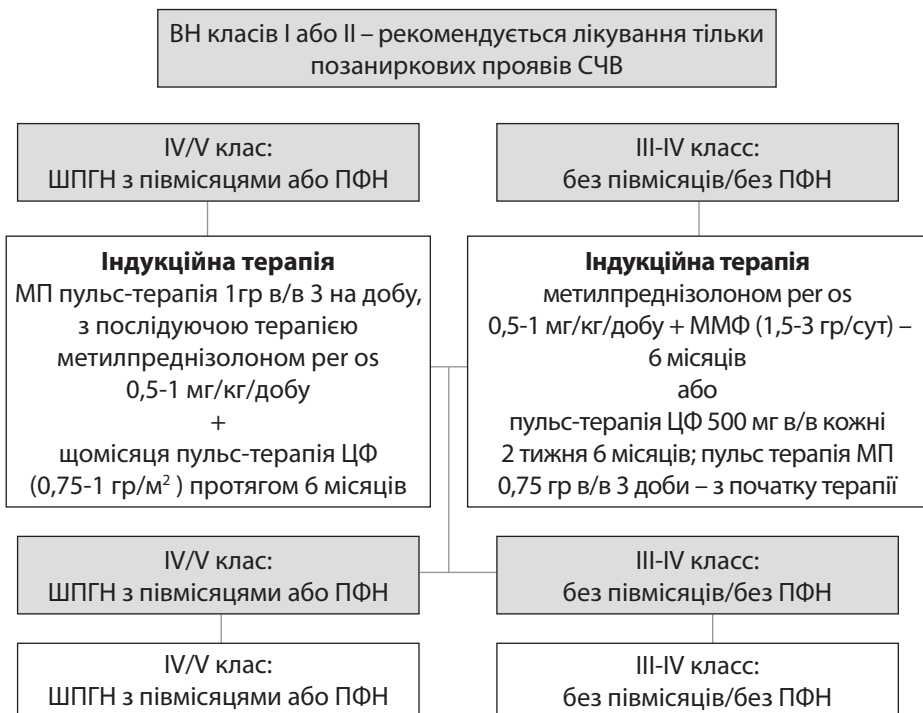 ВН класів I або II – рекомендується лікування тільки
позаниркових проявів СЧВ
IV/V клас:
ШПГН з півмісяцями або ПФН
III-IV класс:
без півмісяців/без ПФН
Індукційна терапія
МП пульс-терапія 1гр в/в 3 на добу,
з послідуючою терапією
метилпреднізолоном per os
0,5-1 мг/кг/добу
+
щомісяця пульс-терапія ЦФ
(0,75-1 гр/м² ) протягом 6 місяців
Індукційна терапія
метилпреднізолоном per os
0,5-1 мг/кг/добу + ММФ (1,5-3 гр/сут) –
6 місяців
або
пульс-терапія ЦФ 500 мг в/в кожні
2 тижня 6 місяців; пульс терапія МП
0,75 гр в/в 3 доби – з початку терапії
IV/V клас:
ШПГН з півмісяцями або ПФН
III-IV класс:
без півмісяців/без ПФН
IV/V клас:
ШПГН з півмісяцями або ПФН
III-IV класс:
без півмісяців/без ПФН